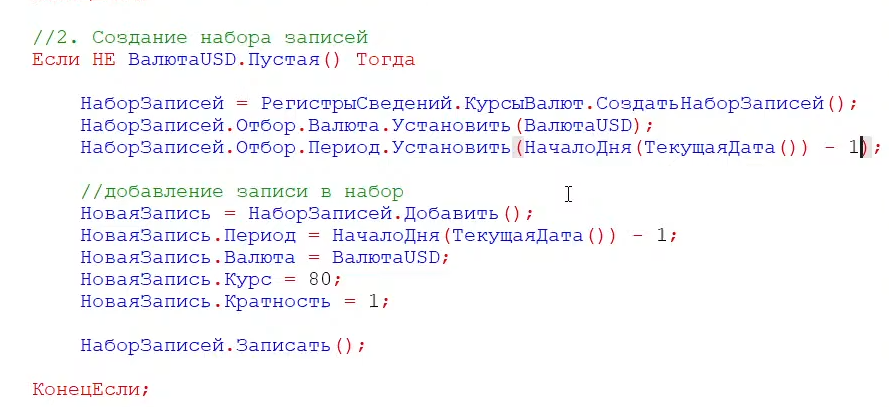 //2. Создание набора записей
Если НЕ ВалютаUSD.Пустая() Тогда
НаборЗаписей = РегистрыСведений.КурсыВалют.СоздатьНаборЗаписей();
НаборЗаписей.Отбор.Валюта.Установить(ВалютаUSD);
НаборЗаписей.Отбор.Период.Установить(НачалоДня(ТекущаяДата()) - 1);
//добавление записи в набор
НоваяЗапись = НаборЗаписей.Добавить();
НоваяЗапись.Период = НачалоДня(ТекущаяДата()) - 1;
НоваяЗапись.Валюта = ВалютаUSD;
НоваяЗапись.Курс = 80;
НоваяЗапись.Кратность = 1;
НаборЗаписей.Записать();
КонецЕсли;